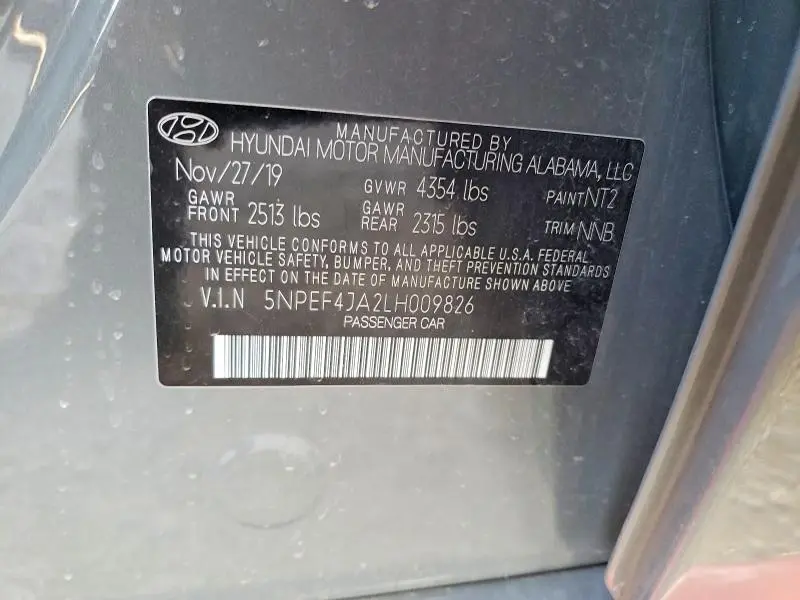 MANUFACTURED BY
HYUNDAI MOTOR MANUFACTURING ALABAMA, LLC
Nov/27/19 GVWR 4354 lbs PAINT NT2
GAWR FRONT 2513 lbs GAWR REAR 2315 lbs TRIM NNB
THIS VEHICLE CONFORMS TO ALL APPLICABLE U.S.A. FEDERAL
MOTOR VEHICLE SAFETY, BUMPER, AND THEFT PREVENTION STANDARDS
IN EFFECT ON THE DATE OF MANUFACTURE SHOWN ABOVE.
V.I.N 5NPEF4JA2LH009826
PASSENGER CAR